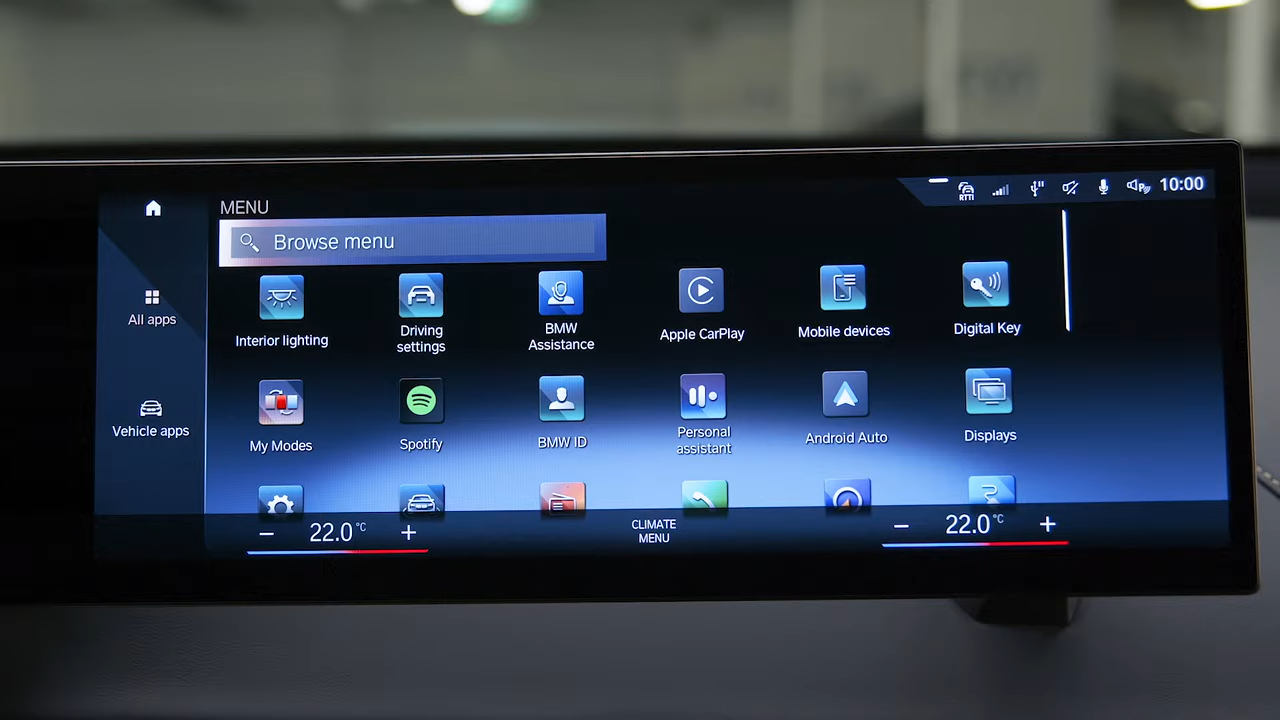 RTTI
10:00
MENU
Browse menu
All apps
Vehicle apps
Interior lighting
Driving
settings
BMW
Assistance
Apple CarPlay
Mobile devices
Digital Key
My Modes
Spotify
BMW ID
Personal
assistant
Android Auto
Displays
− 22.0 °C +
CLIMATE
MENU
− 22.0 °C +